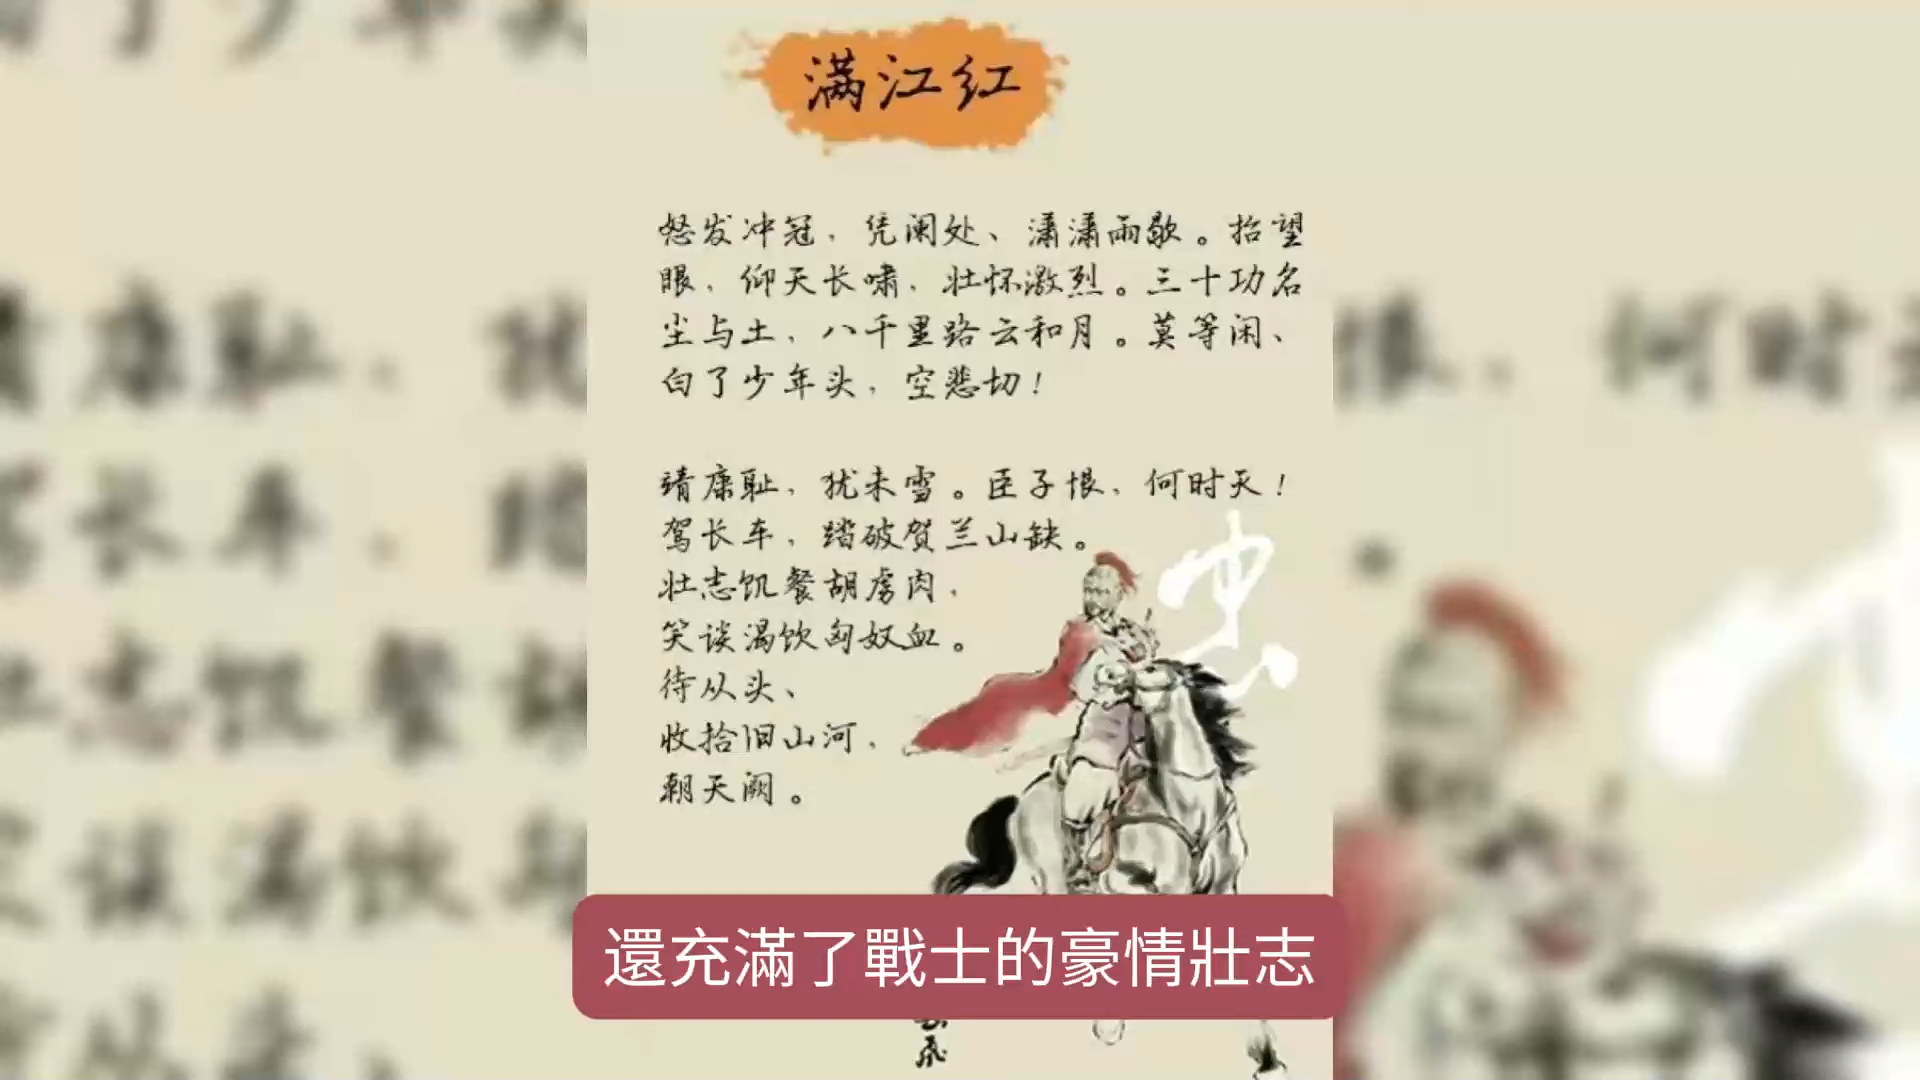 满江红
怒发冲冠，凭阑处、潇潇雨歇。抬望
眼，仰天长啸，壮怀激烈。三十功名
尘与土，八千里路云和月。莫等闲、
白了少年头，空悲切！
靖康耻，犹未雪。臣子恨，何时灭！
驾长车，踏破贺兰山缺。
壮志饥餐胡虏肉，
笑谈渴饮匈奴血。
待从头、
收拾旧山河，
朝天阙。
忠
還充滿了戰士的豪情壯志